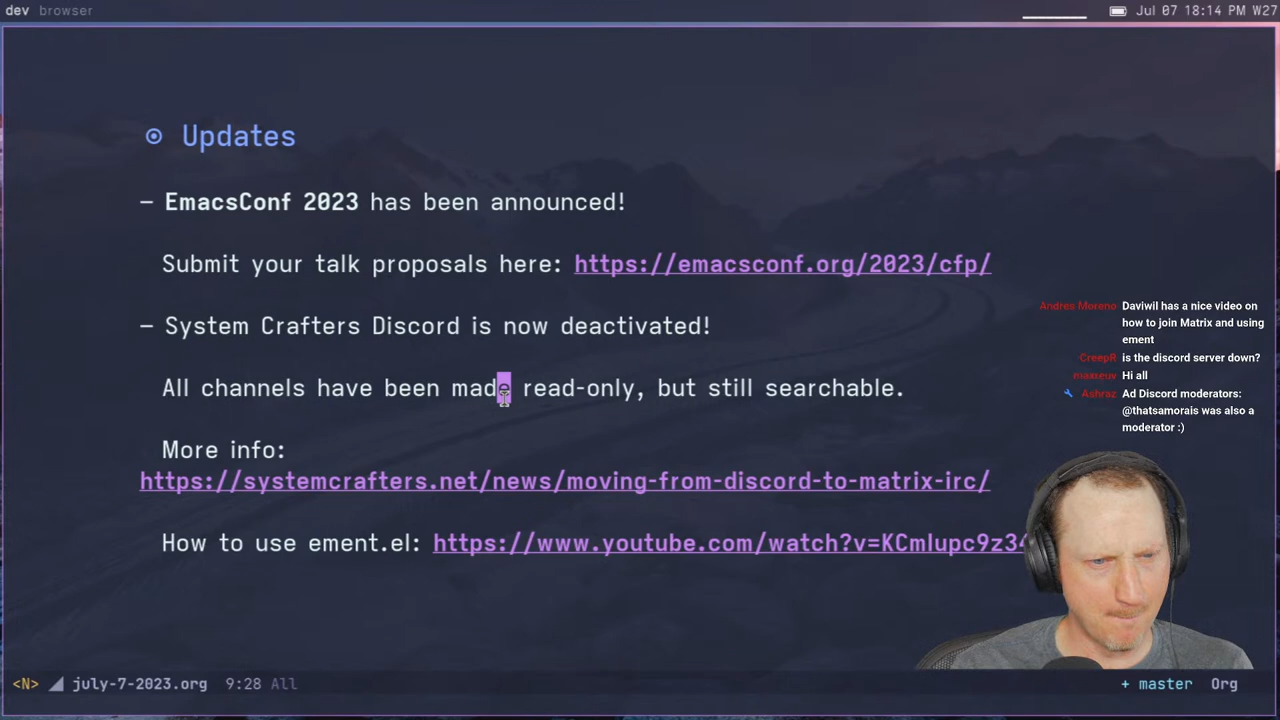 dev browser
Jul 07 18:14 PM W27
Updates
– EmacsConf 2023 has been announced!
Submit your talk proposals here: https://emacsconf.org/2023/cfp/
– System Crafters Discord is now deactivated!
All channels have been made read-only, but still searchable.
More info:
https://systemcrafters.net/news/moving-from-discord-to-matrix-irc/
How to use ement.el: https://www.youtube.com/watch?v=KCmlupc9z34
Andres Moreno Daviwil has a nice video on
how to join Matrix and using
ement
CreepR is the discord server down?
Hi all
Ashraz Ad Discord moderators:
@thatsamorais was also a
moderator :)
<N> july-7-2023.org 9:28 All
+ master Org